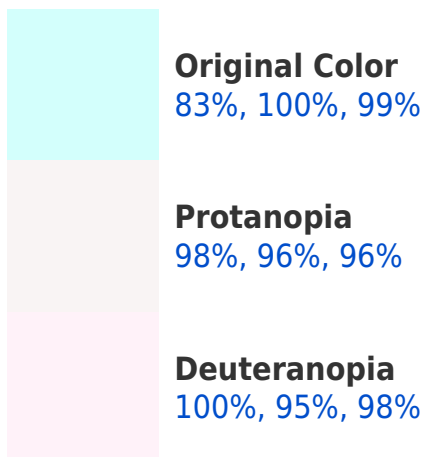 Original Color
83%, 100%, 99%
Protanopia
98%, 96%, 96%
Deuteranopia
100%, 95%, 98%